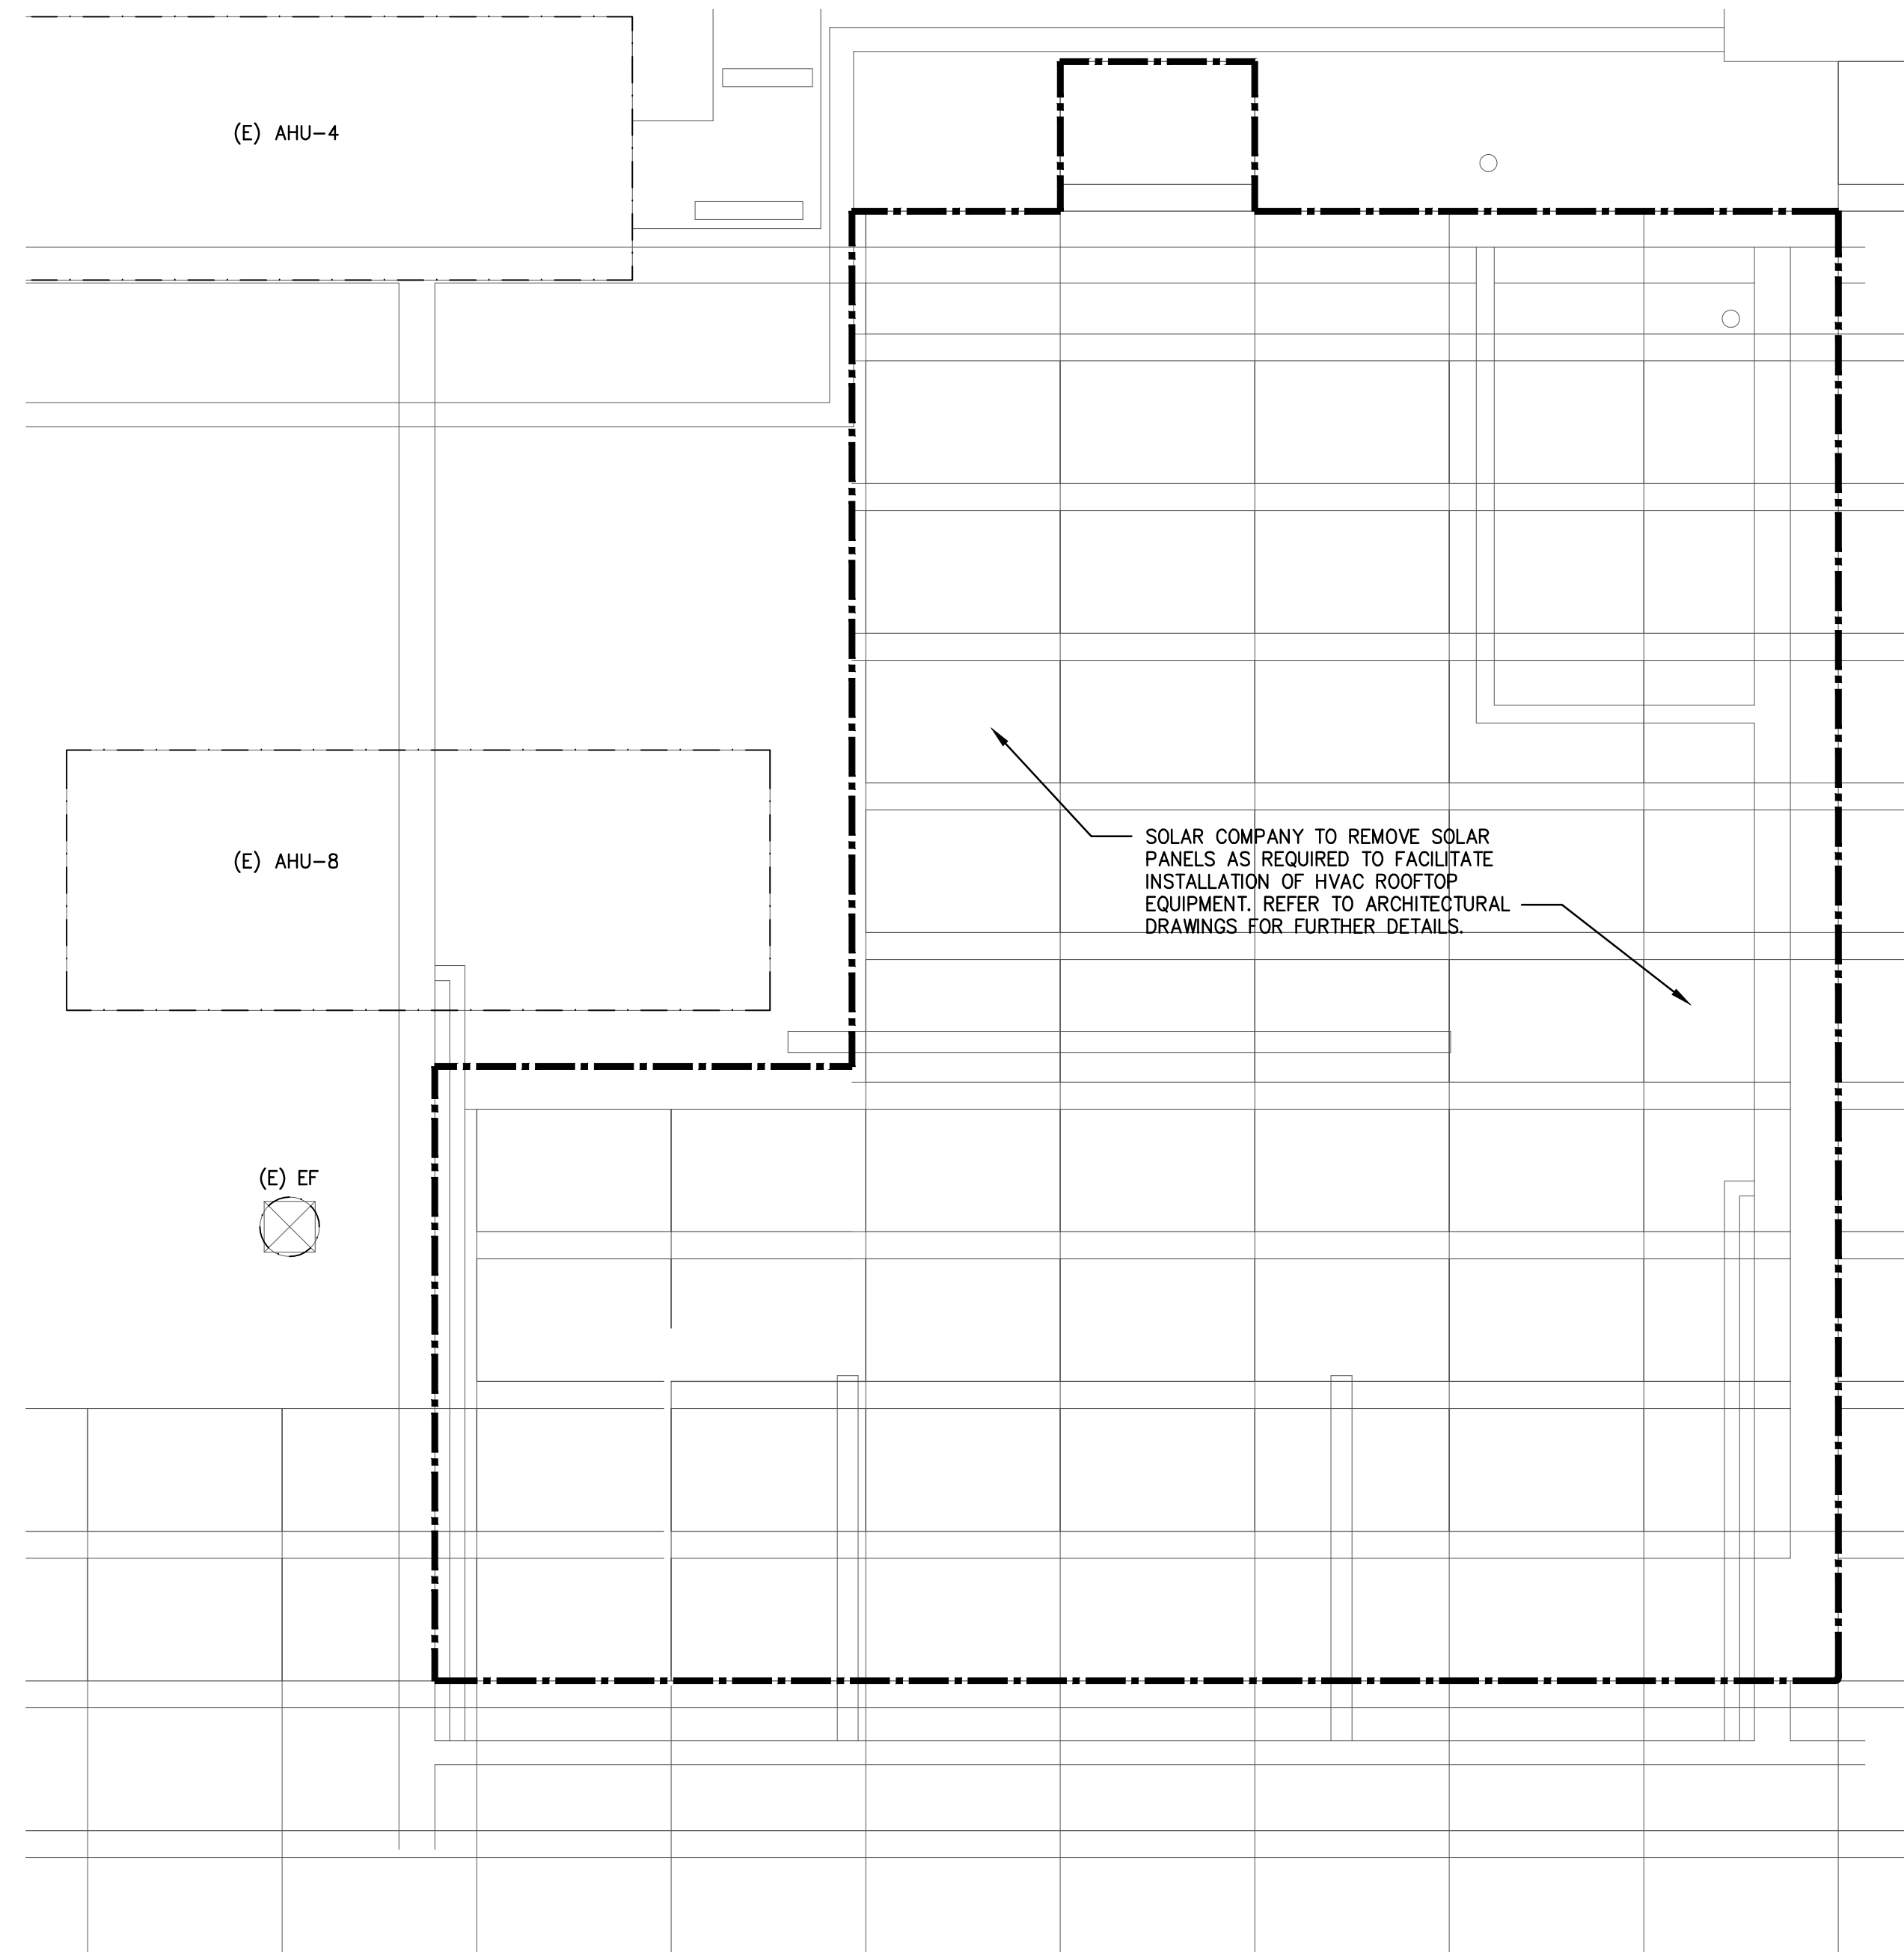 (E) AHU-4
SOLAR COMPANY TO REMOVE SOLAR
PANELS AS REQUIRED TO FACILITATE
INSTALLATION OF HVAC ROOFTOP
EQUIPMENT. REFER TO ARCHITECTURAL
DRAWINGS FOR FURTHER DETAILS.
(E) AHU-8
(E) EF